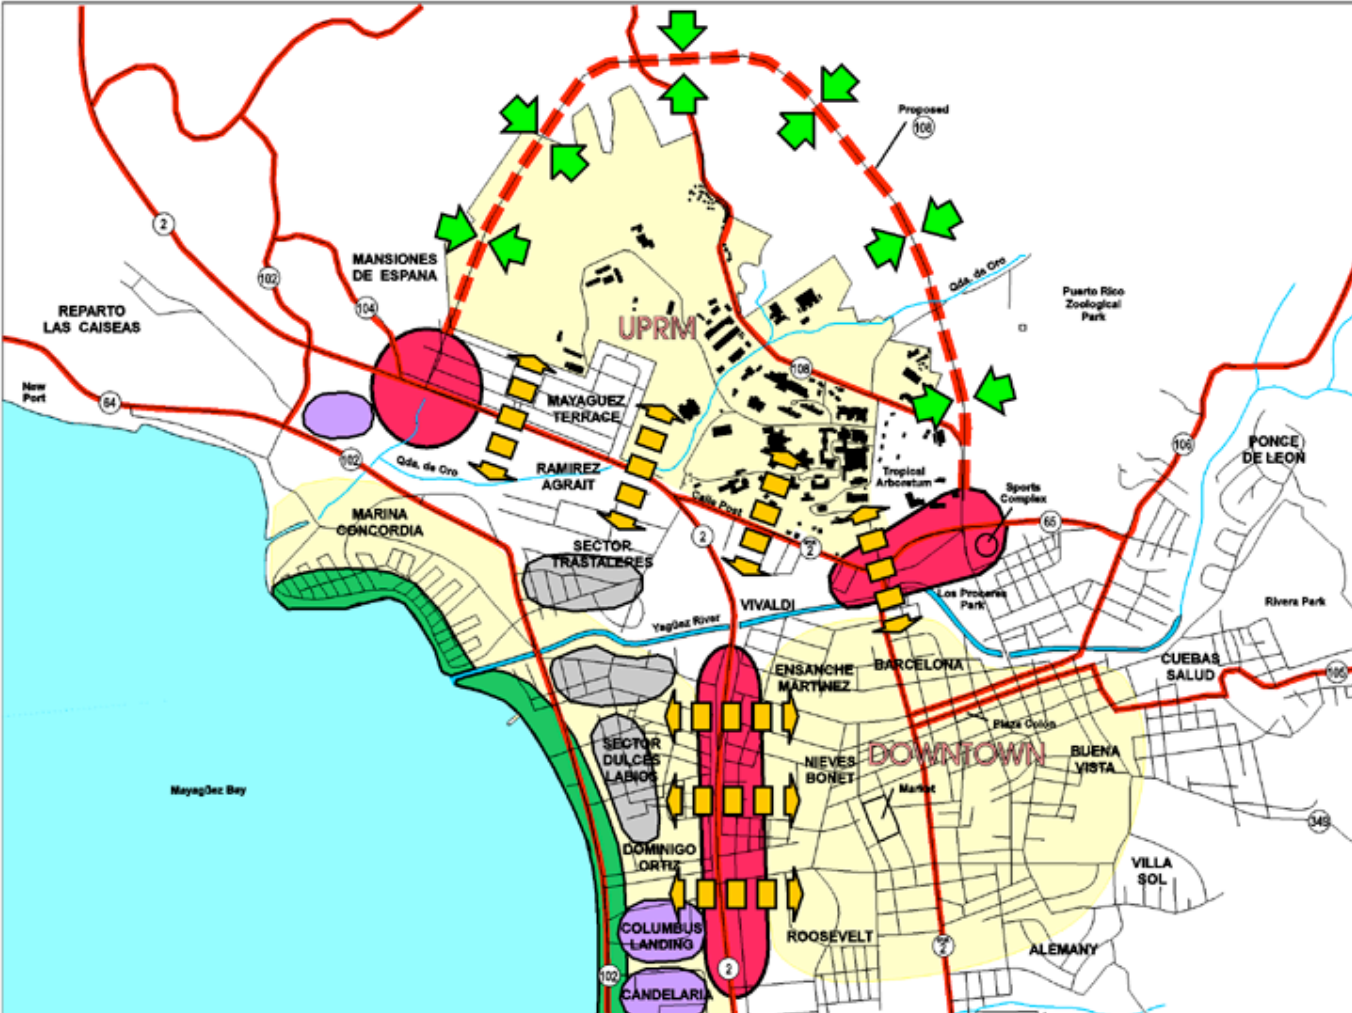 Proposed
108
2
MANSIONES
DE ESPANA
102
Qda. de Oro
REPARTO
LAS CAISEAS
104
Puerto Rico
Zoological
Park
UPRM
New
Port
64
108
MAYAGUEZ
TERRACE
106
PONCE
DE LEON
102
Qda. de Oro
RAMIREZ
AGRAIT
Tropical
Arboretum
Sports
Complex
MARINA
CONCORDIA
Calle Post
65
2
2
SECTOR
TRASTALERES
VIVALDI
Los Proceres
Park
Rivera Park
Yagüez River
ENSANCHE
MARTINEZ
BARCELONA
CUEBAS
SALUD
105
Plaza Colon
SECTOR
DULCES
LABIOS
NIEVES
BONET
DOWNTOWN
BUENA
VISTA
Mayagüez Bay
Market
349
DOMINIGO
ORTIZ
VILLA
SOL
COLUMBUS
LANDING
ROOSEVELT
2
ALEMANY
102
2
CANDELARIA